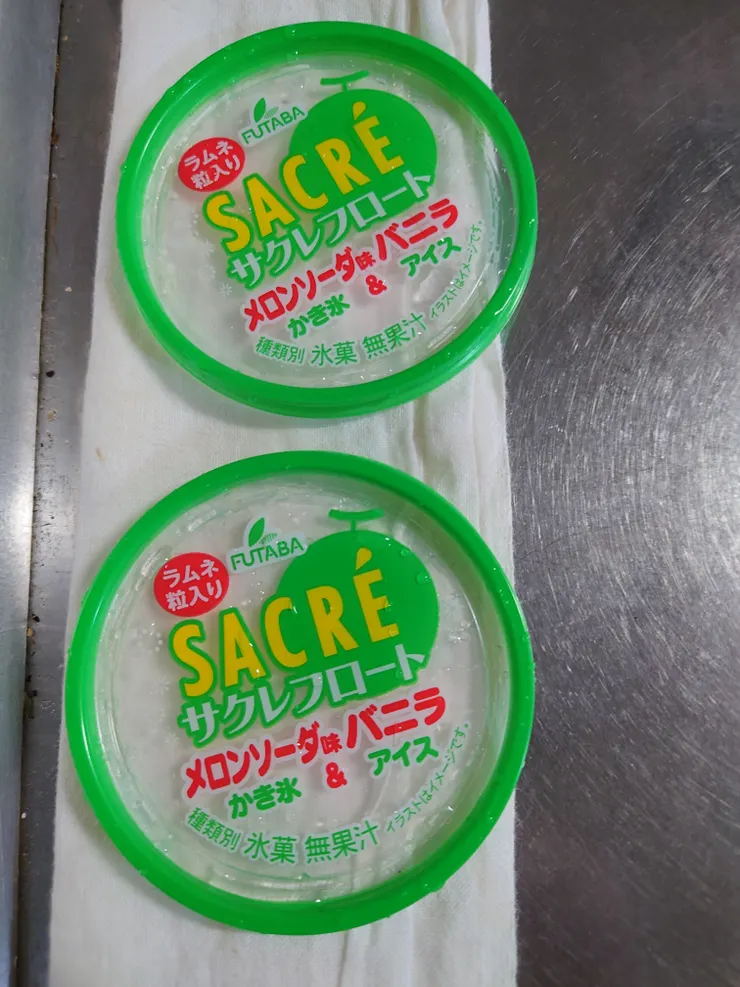 FUTABA
ラムネ
粒入り
SACRÉ
サクレフロート
メロンソーダ味バニラ
かき氷 & アイス
種類別 氷菓 無果汁 イラストはイメージです。
FUTABA
ラムネ
粒入り
SACRÉ
サクレフロート
メロンソーダ味バニラ
かき氷 & アイス
種類別 氷菓 無果汁 イラストはイメージです。